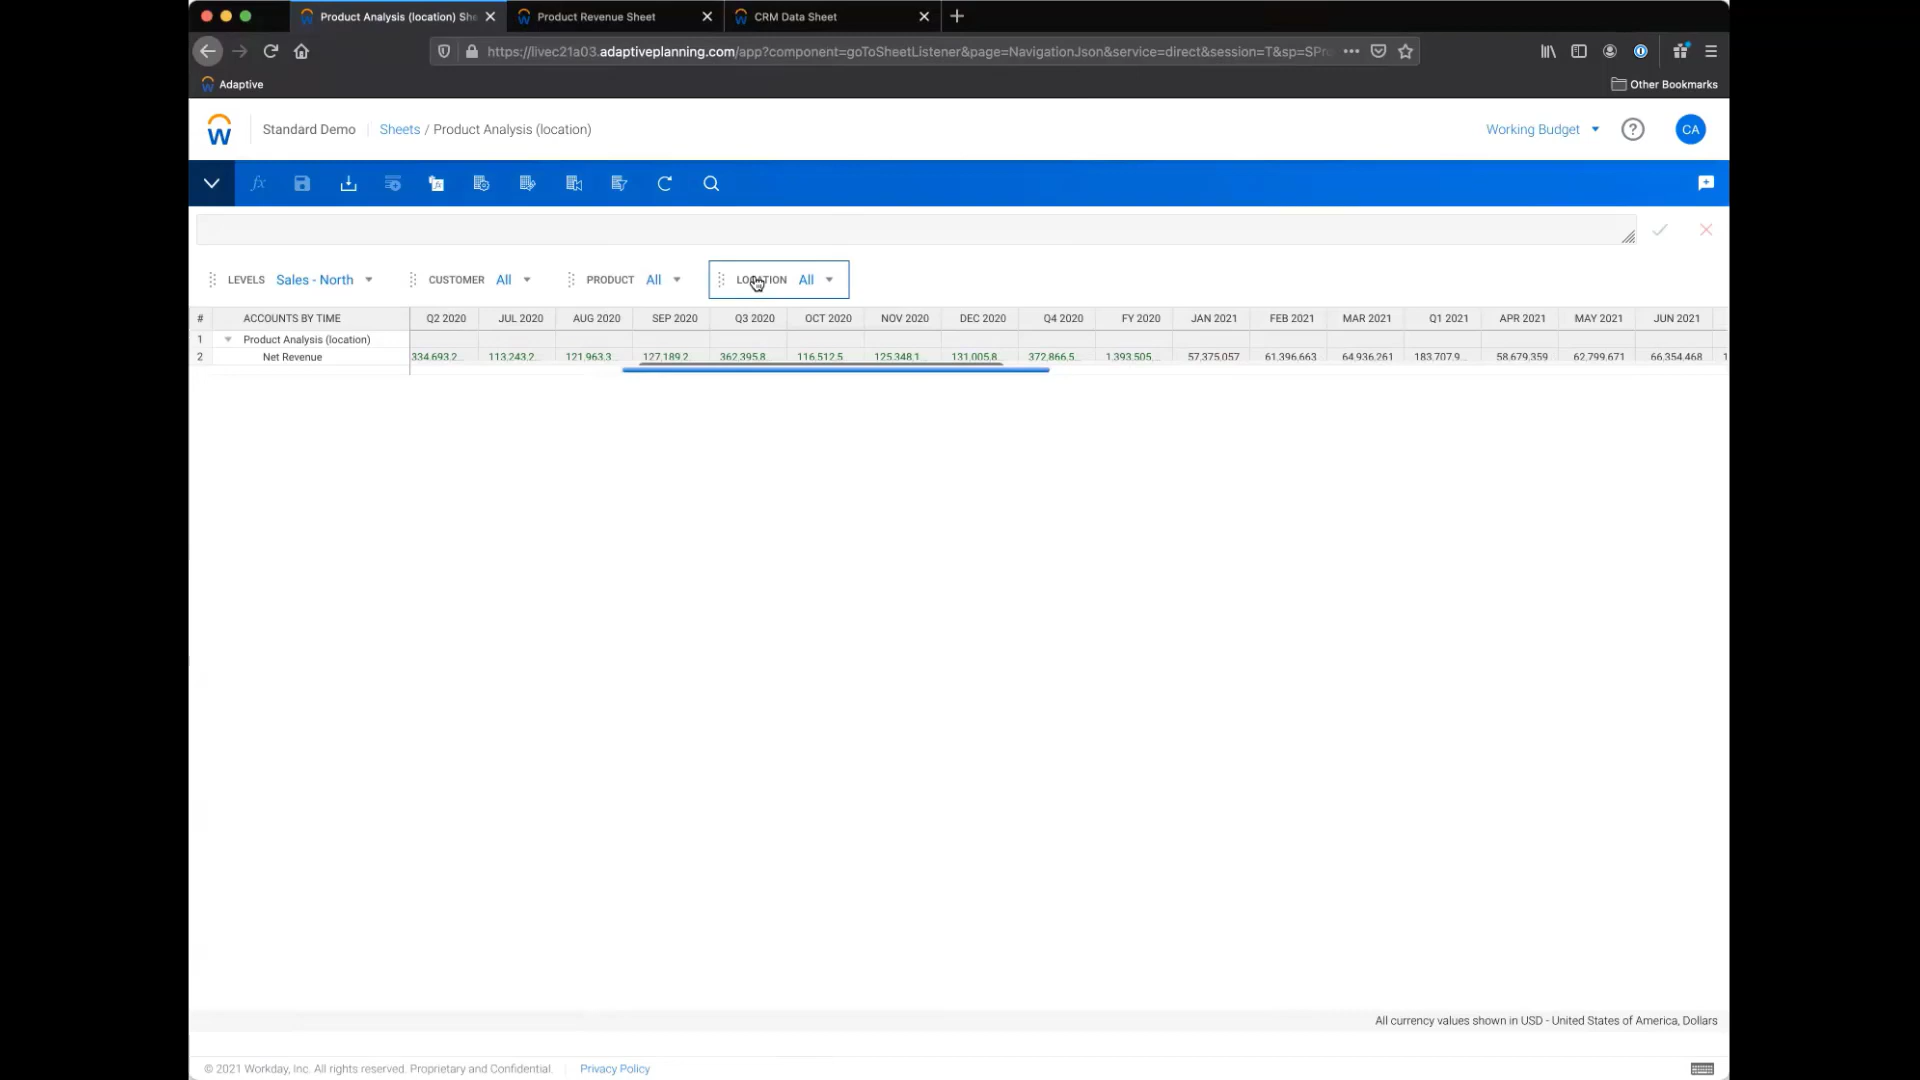 Product Analysis (location) She
Product Revenue Sheet
CRM Data Sheet
https://livec21a03.adaptiveplanning.com/app?component=goToSheetListener&page=NavigationJson&service=direct&session=T&sp=SPr
Adaptive
Other Bookmarks
Standard Demo
Sheets / Product Analysis (location)
Working Budget
?
CA
fx
LEVELS Sales - North
CUSTOMER All
PRODUCT All
LOCATION All
# ACCOUNTS BY TIME Q2 2020 JUL 2020 AUG 2020 SEP 2020 Q3 2020 OCT 2020 NOV 2020 DEC 2020 Q4 2020 FY 2020 JAN 2021 FEB 2021 MAR 2021 Q1 2021 APR 2021 MAY 2021 JUN 2021
1 Product Analysis (location)
2 Net Revenue 334,693,2... 113,243,2... 121,963,3... 127,189,2 362,395,8 116,512,5 125,348,1... 131,005,8 372,866,5... 1,393,505,... 57,375,057 61,396,663 64,936,261 183,707,9... 58,679,359 62,799,671 66,354,468 1
All currency values shown in USD - United States of America, Dollars
© 2021 Workday, Inc. All rights reserved. Proprietary and Confidential.
Privacy Policy